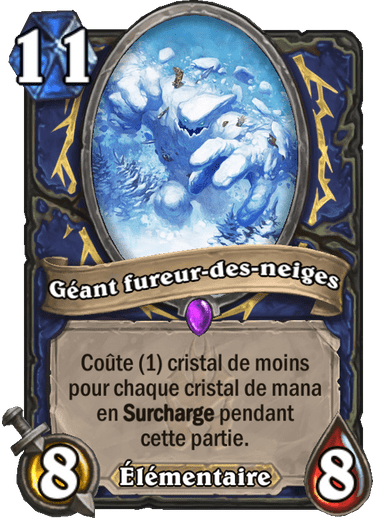 11
Géant fureur-des-neiges
Coûte (1) cristal de moins
pour chaque cristal de mana
en Surcharge pendant
cette partie.
8
Élémentaire
8